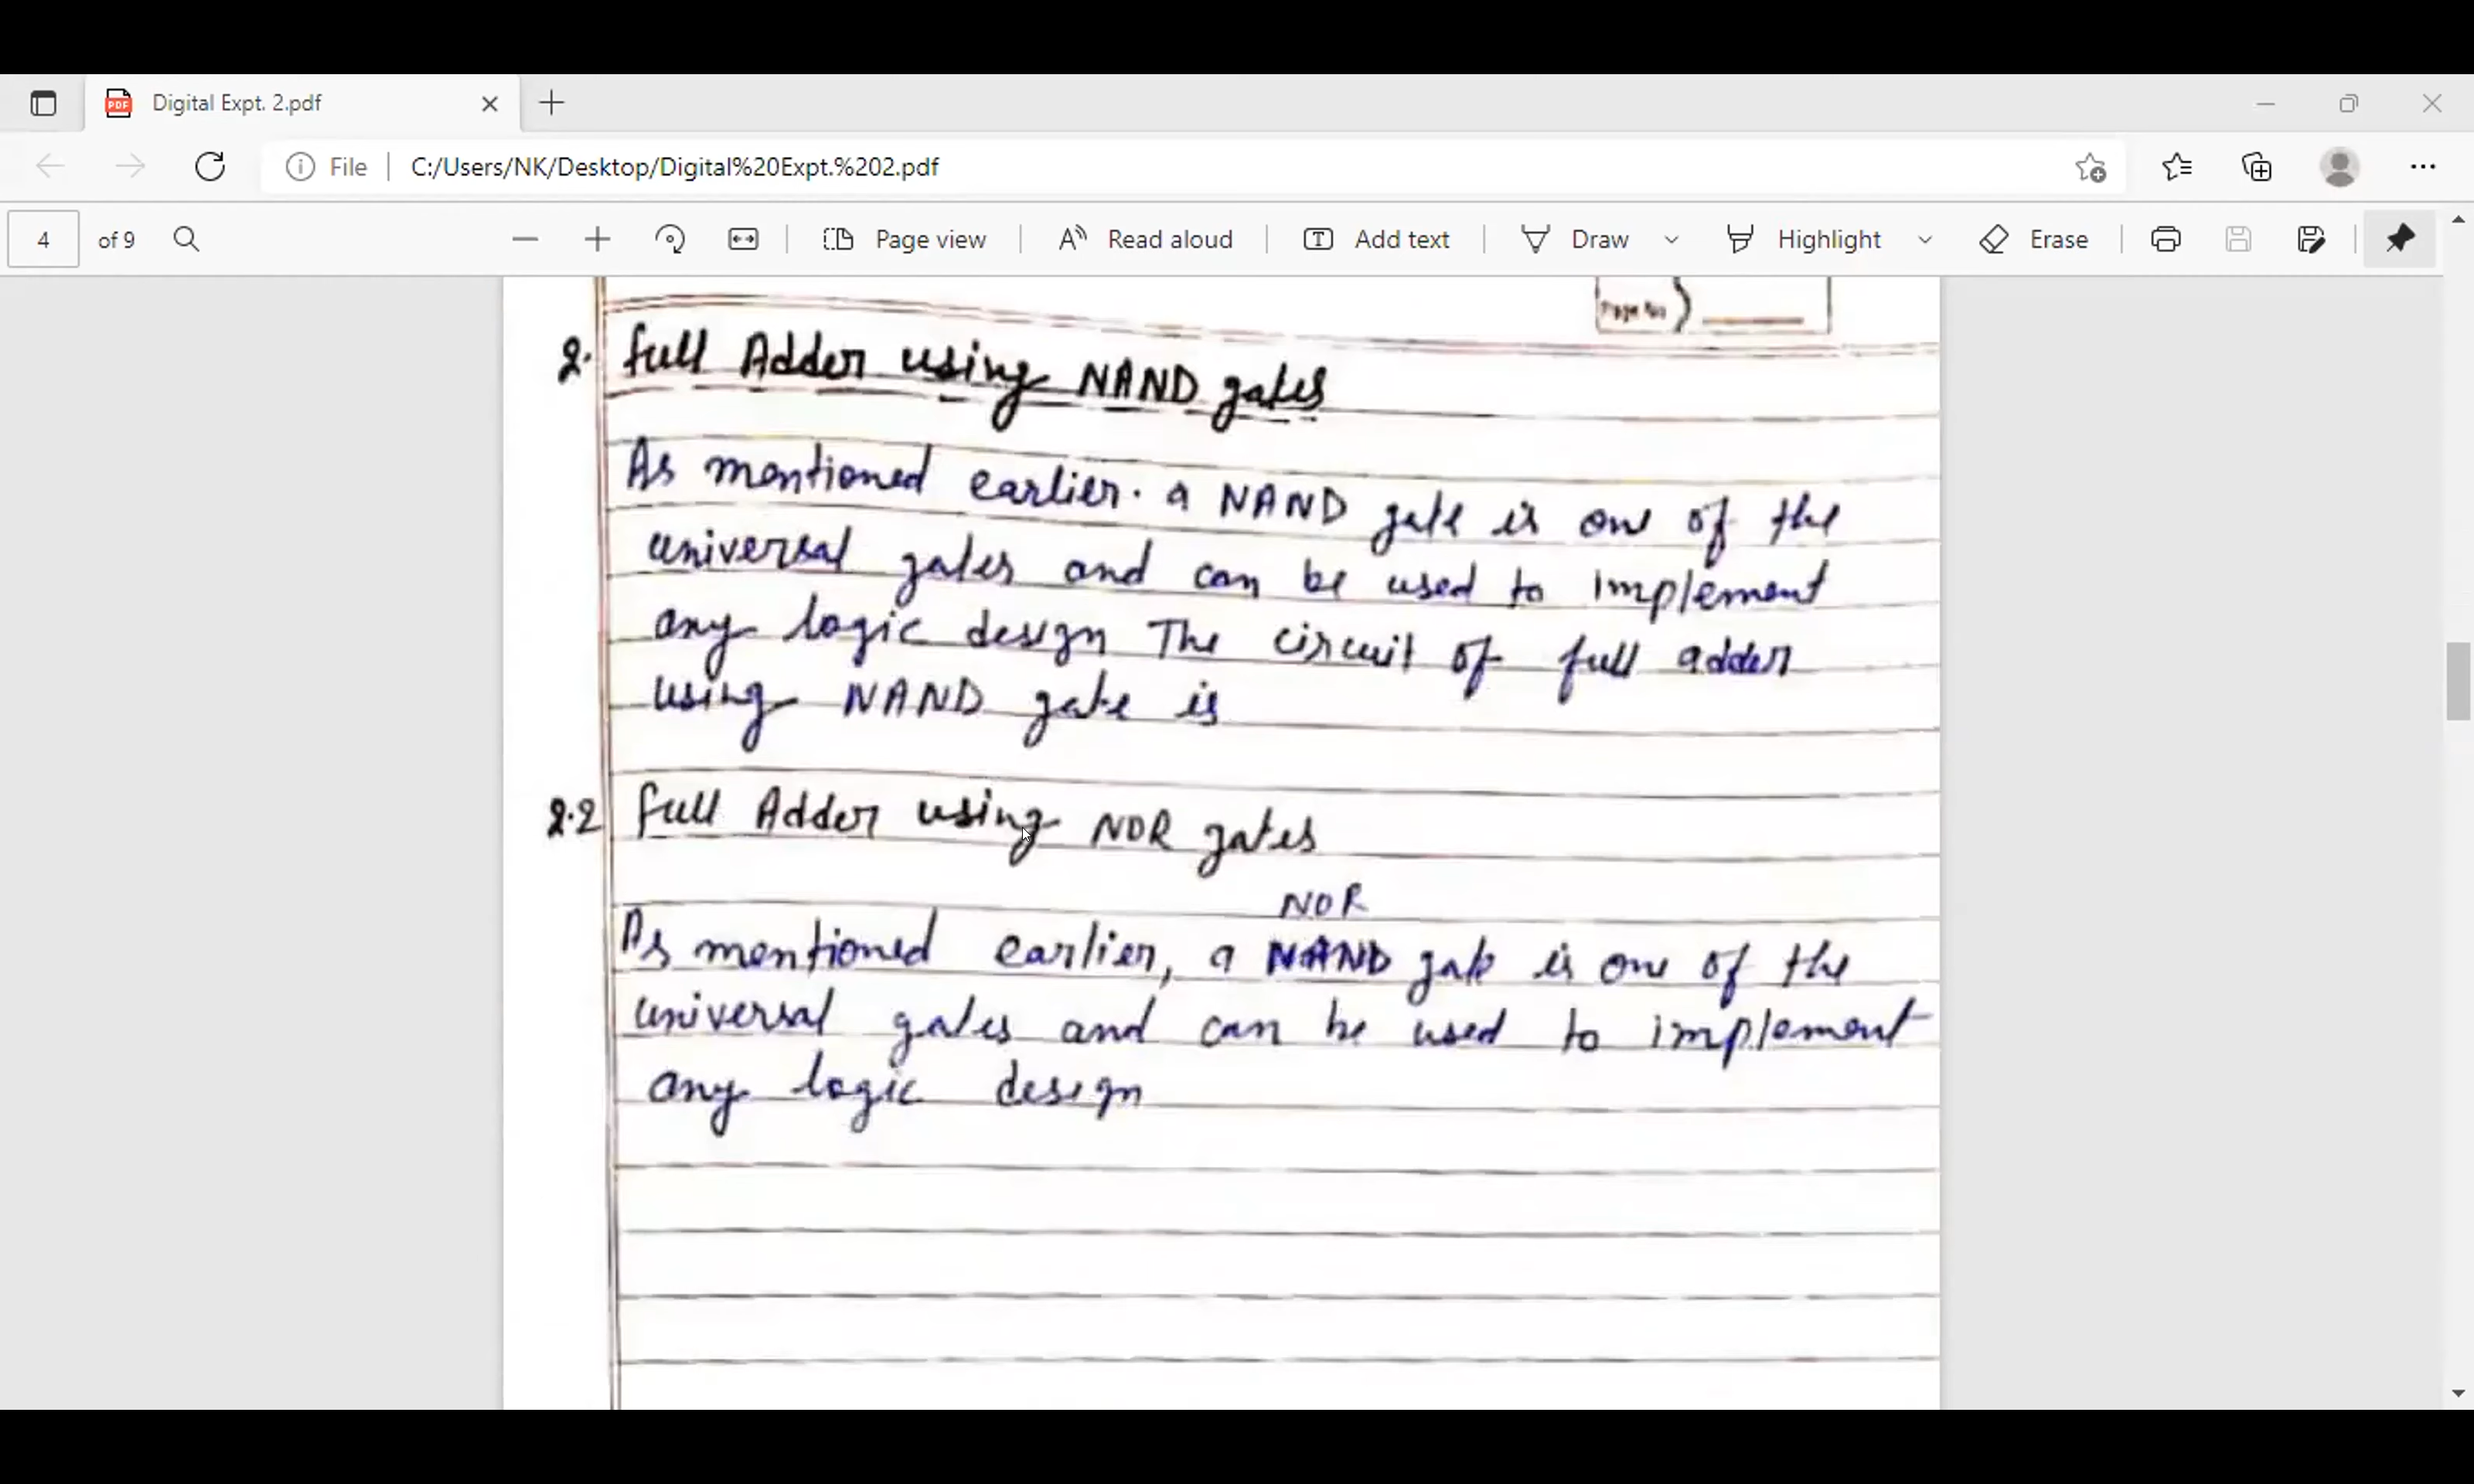 Digital Expt. 2.pdf
File C:/Users/NK/Desktop/Digital%20Expt.%202.pdf
4 of 9 Page view Read aloud Add text Draw Highlight Erase
Page No
2. full Adder using NAND gates
As mentioned earlier. a NAND gate is one of the
universal gates and can be used to implement
any logic design The circuit of full adder
using NAND gate is
2.2 full Adder using NOR gates
NOR
As mentioned earlier, a NAND gate is one of the
universal gates and can be used to implement
any logic design